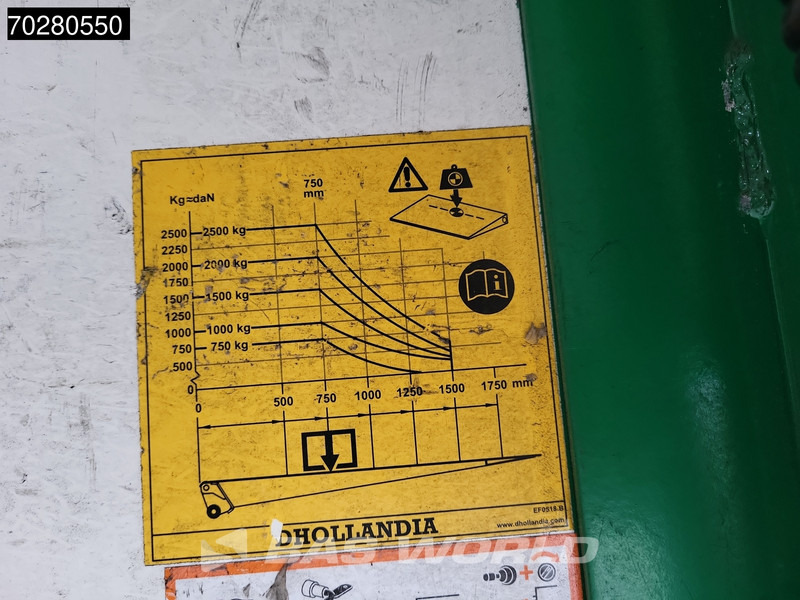 70280550
Kg≈daN
750
mm
2500 2500 kg
2250
2000 2000 kg
1750
1500 1500 kg
1250
1000 1000 kg
750 750 kg
500
0
0 500 750 1000 1250 1500 1750 mm
EF0518.B
DHOLLANDIA
www.dhollandia.com
BAS WORLD